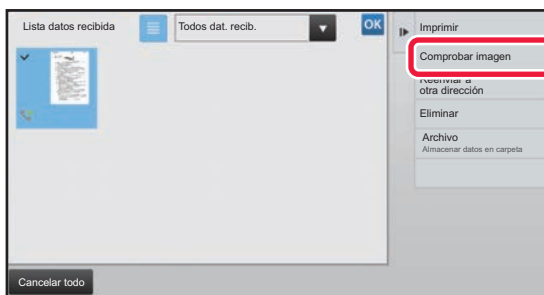 Lista datos recibida
Todos dat. recib.
OK
Imprimir
Comprobar imagen
Reenviar a
otra dirección
Eliminar
Archivo
Almacenar datos en carpeta
Cancelar todo